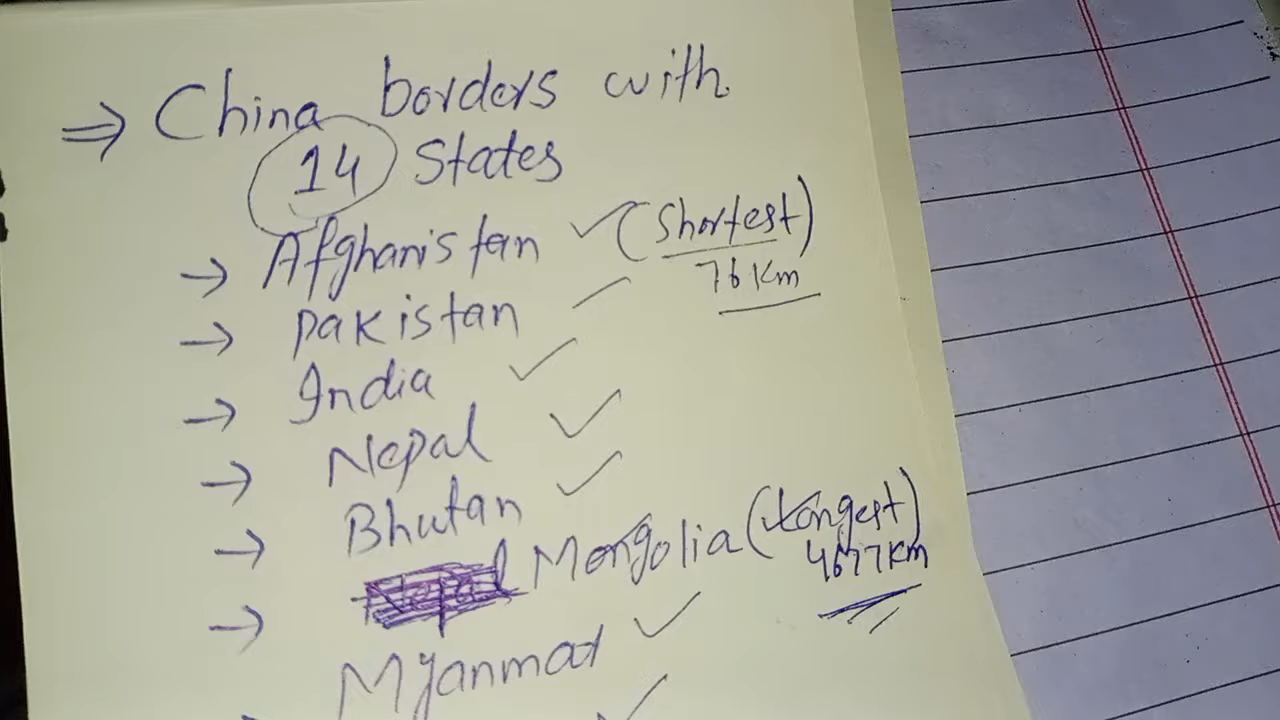 ⇒ China borders with
14 States
→ Afghanistan ✓ (Shortest)
76 Km
→ Pakistan
→ India ✓
→ Nepal ✓
→ Bhutan ✓
→ Mongolia (Longest)
4677 Km
Myanmar ✓